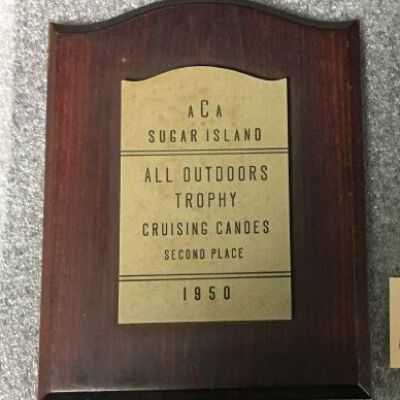 aCa
SUGAR ISLAND
ALL OUTDOORS
TROPHY
CRUISING CANOES
SECOND PLACE
1950